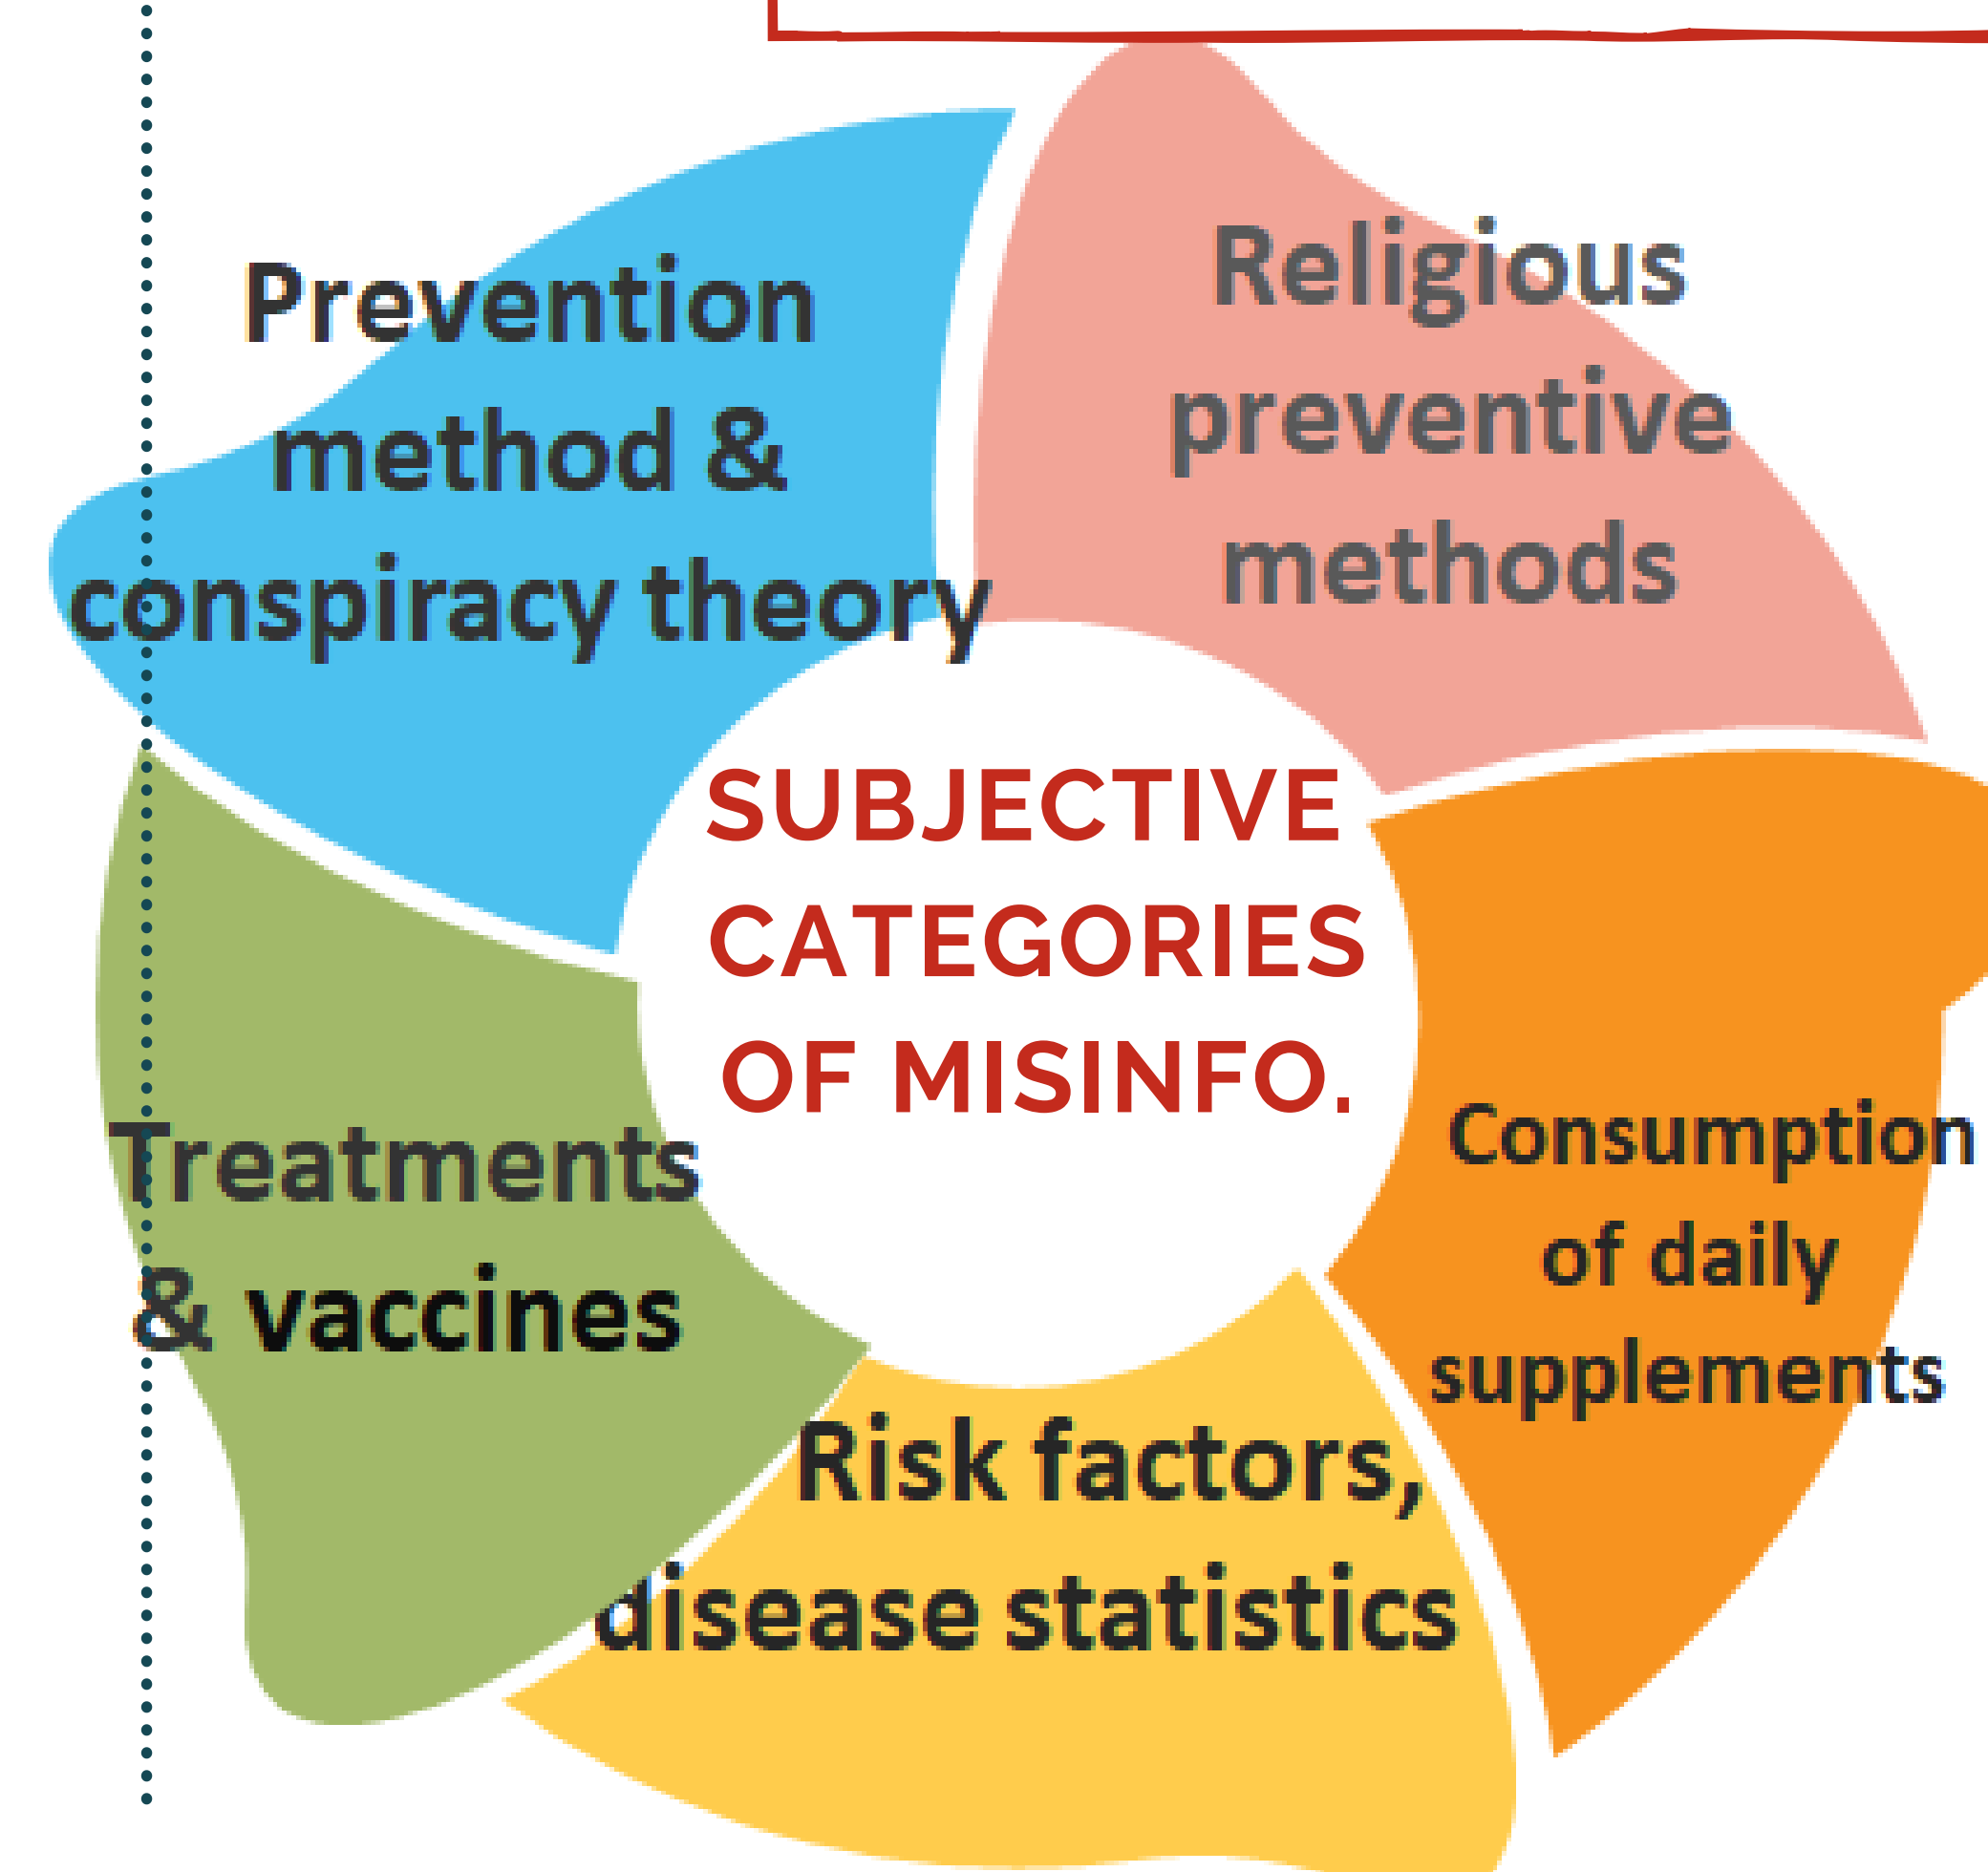 Prevention
method &
conspiracy theory
Religious
preventive
methods
SUBJECTIVE
CATEGORIES
OF MISINFO.
Consumption
of daily
supplements
Treatments
& vaccines
Risk factors,
disease statistics